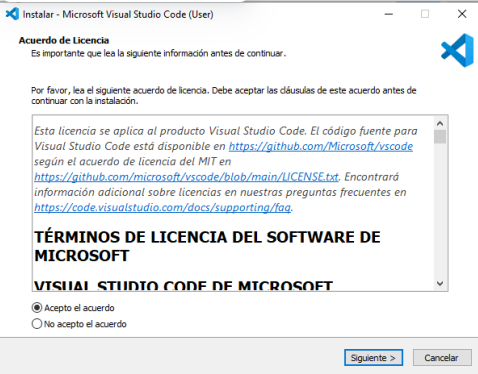 Instalar - Microsoft Visual Studio Code (User)
Acuerdo de Licencia
Es importante que lea la siguiente información antes de continuar.
Por favor, lea el siguiente acuerdo de licencia. Debe aceptar las cláusulas de este acuerdo antes de
continuar con la instalación.
Esta licencia se aplica al producto Visual Studio Code. El código fuente para
Visual Studio Code está disponible en https://github.com/Microsoft/vscode
según el acuerdo de licencia del MIT en
https://github.com/microsoft/vscode/blob/main/LICENSE.txt. Encontrará
información adicional sobre licencias en nuestras preguntas frecuentes en
https://code.visualstudio.com/docs/supporting/faq.
TÉRMINOS DE LICENCIA DEL SOFTWARE DE
MICROSOFT
VISUAL STUDIO CODE DE MICROSOFT
Acepto el acuerdo
No acepto el acuerdo
Siguiente >
Cancelar